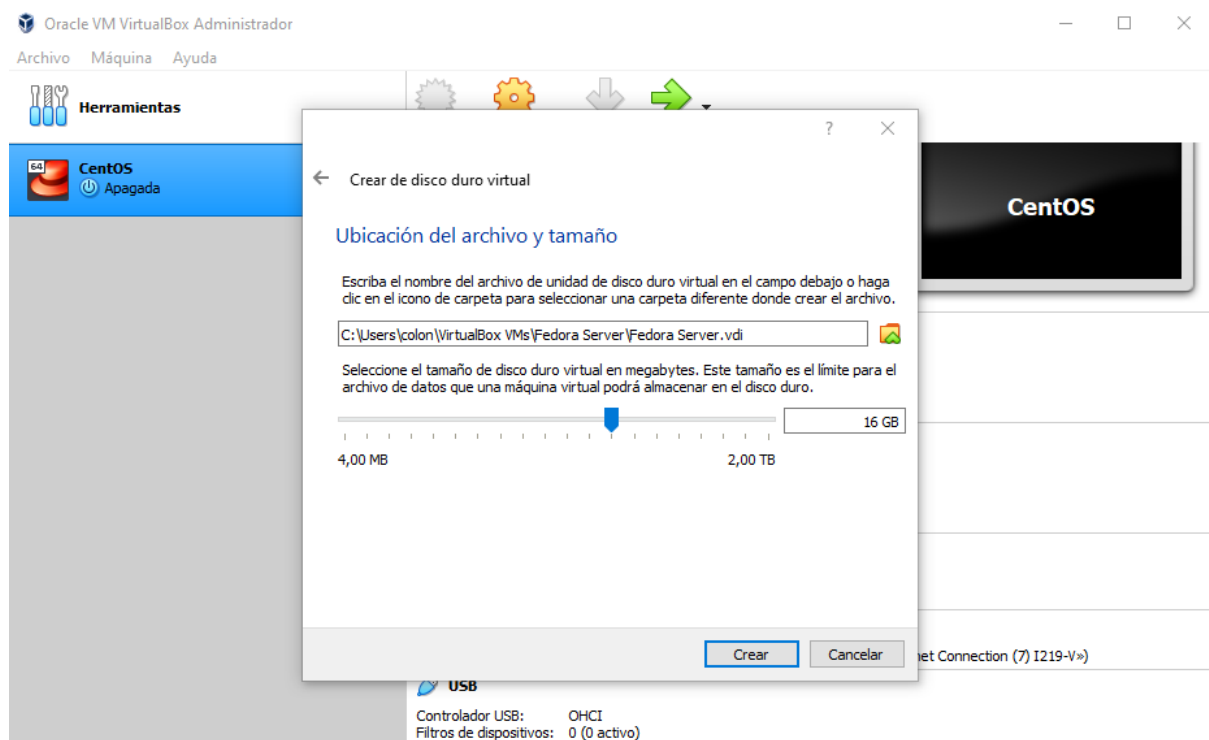 Oracle VM VirtualBox Administrador
Archivo Máquina Ayuda
Herramientas
64
CentOS
Apagada
?
Crear de disco duro virtual
Ubicación del archivo y tamaño
Escriba el nombre del archivo de unidad de disco duro virtual en el campo debajo o haga
clic en el icono de carpeta para seleccionar una carpeta diferente donde crear el archivo.
C:\Users\colon\VirtualBox VMs\Fedora Server\Fedora Server.vdi
Seleccione el tamaño de disco duro virtual en megabytes. Este tamaño es el límite para el
archivo de datos que una máquina virtual podrá almacenar en el disco duro.
16 GB
4,00 MB 2,00 TB
Crear Cancelar
CentOS
net Connection (7) I219-V»)
USB
Controlador USB: OHCI
Filtros de dispositivos: 0 (0 activo)